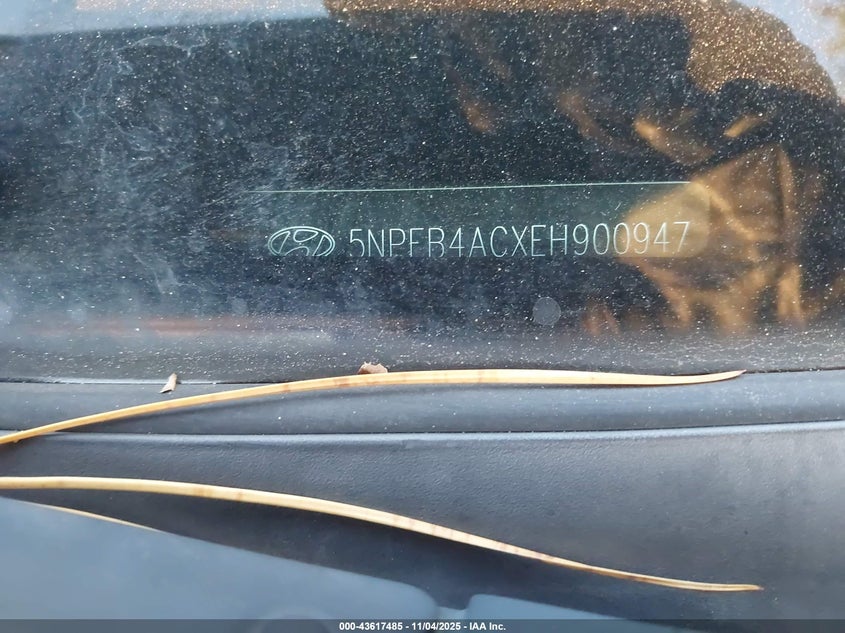 5NPEB4ACXEH900947
000-43617485 - 11/04/2025 - IAA Inc.